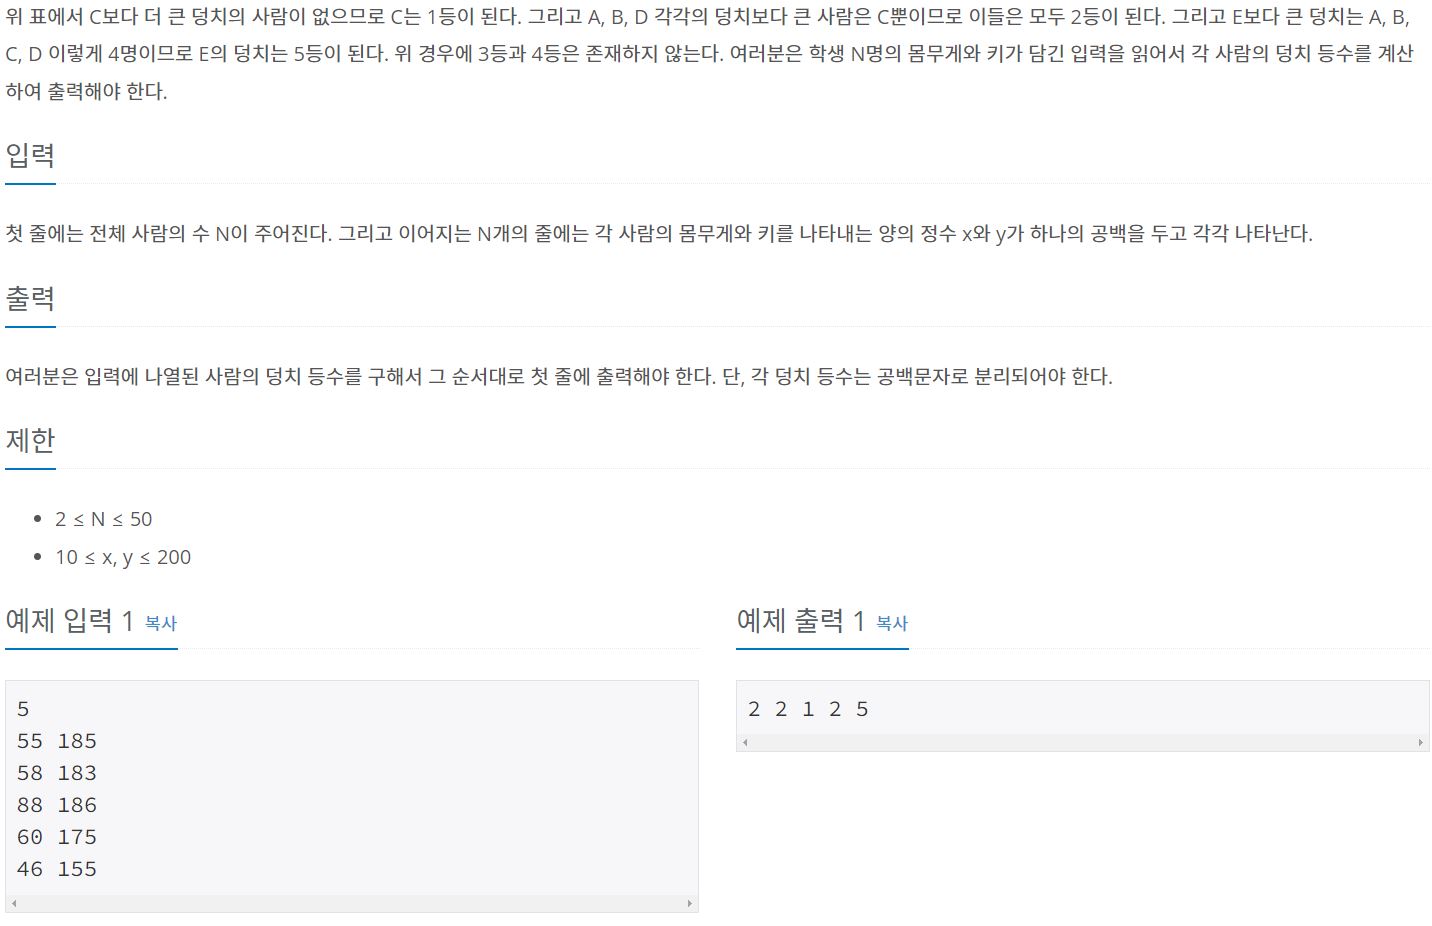 위 표에서 C보다 더 큰 덩치의 사람이 없으므로 C는 1등이 된다. 그리고 A, B, D 각각의 덩치보다 큰 사람은 C뿐이므로 이들은 모두 2등이 된다. 그리고 E보다 큰 덩치는 A, B,
C, D 이렇게 4명이므로 E의 덩치는 5등이 된다. 위 경우에 3등과 4등은 존재하지 않는다. 여러분은 학생 N명의 몸무게와 키가 담긴 입력을 읽어서 각 사람의 덩치 등수를 계산
하여 출력해야 한다.
입력
첫 줄에는 전체 사람의 수 N이 주어진다. 그리고 이어지는 N개의 줄에는 각 사람의 몸무게와 키를 나타내는 양의 정수 x와 y가 하나의 공백을 두고 각각 나타난다.
출력
여러분은 입력에 나열된 사람의 덩치 등수를 구해서 그 순서대로 첫 줄에 출력해야 한다. 단, 각 덩치 등수는 공백문자로 분리되어야 한다.
제한
• 2 ≤ N ≤ 50
• 10 ≤ x, y ≤ 200
예제 입력 1 복사
5
55 185
58 183
88 186
60 175
46 155
예제 출력 1 복사
2 2 1 2 5